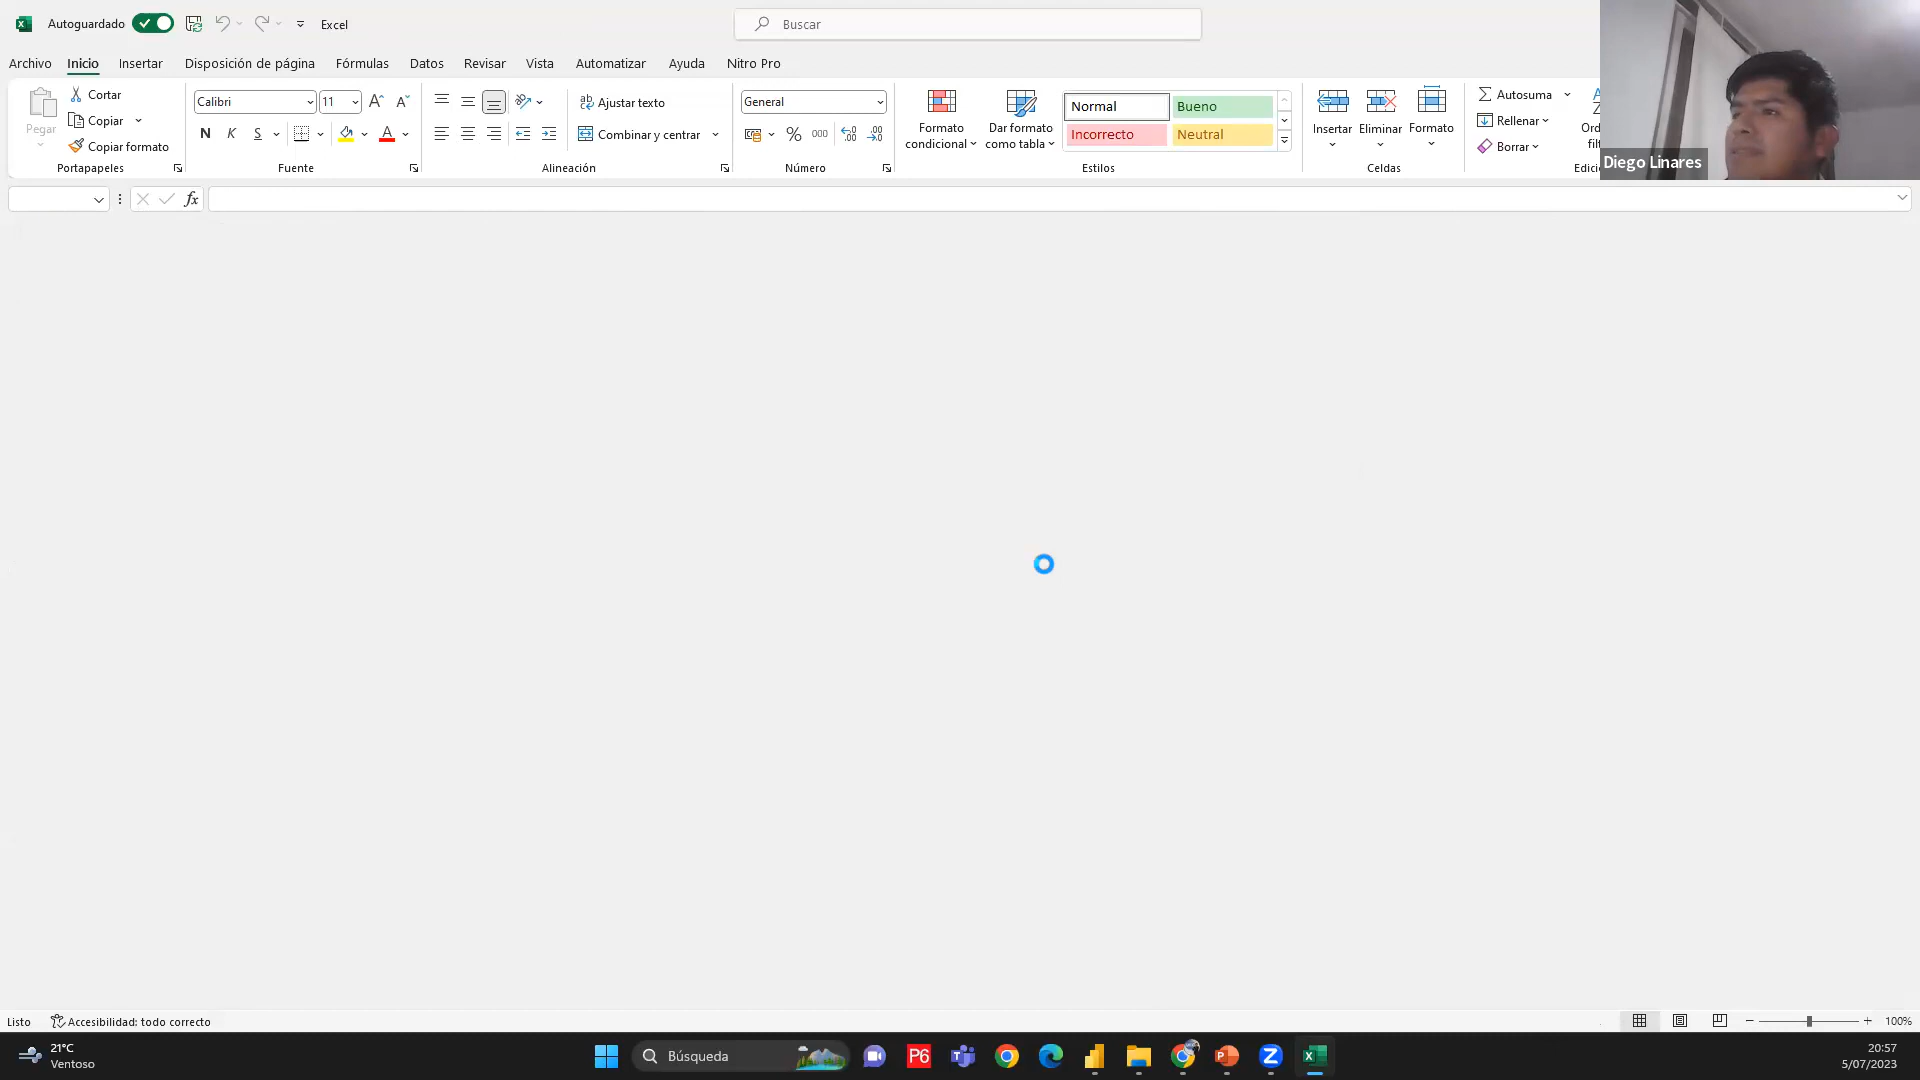 Autoguardado Excel Buscar
Archivo Inicio Insertar Disposición de página Fórmulas Datos Revisar Vista Automatizar Ayuda Nitro Pro
Pegar
Cortar
Copiar
Copiar formato
Portapapeles
Calibri 11
N K S A
Fuente
ab Ajustar texto
Combinar y centrar
Alineación
General
% 000
Número
Formato
condicional
Dar formato
como tabla
Normal Bueno
Incorrecto Neutral
Estilos
Insertar Eliminar Formato
Celdas
Autosuma
Rellenar
Borrar
Diego Linares
fx
Listo Accesibilidad: todo correcto 100%
21°C
Ventoso
Búsqueda
P6
20:57
5/07/2023